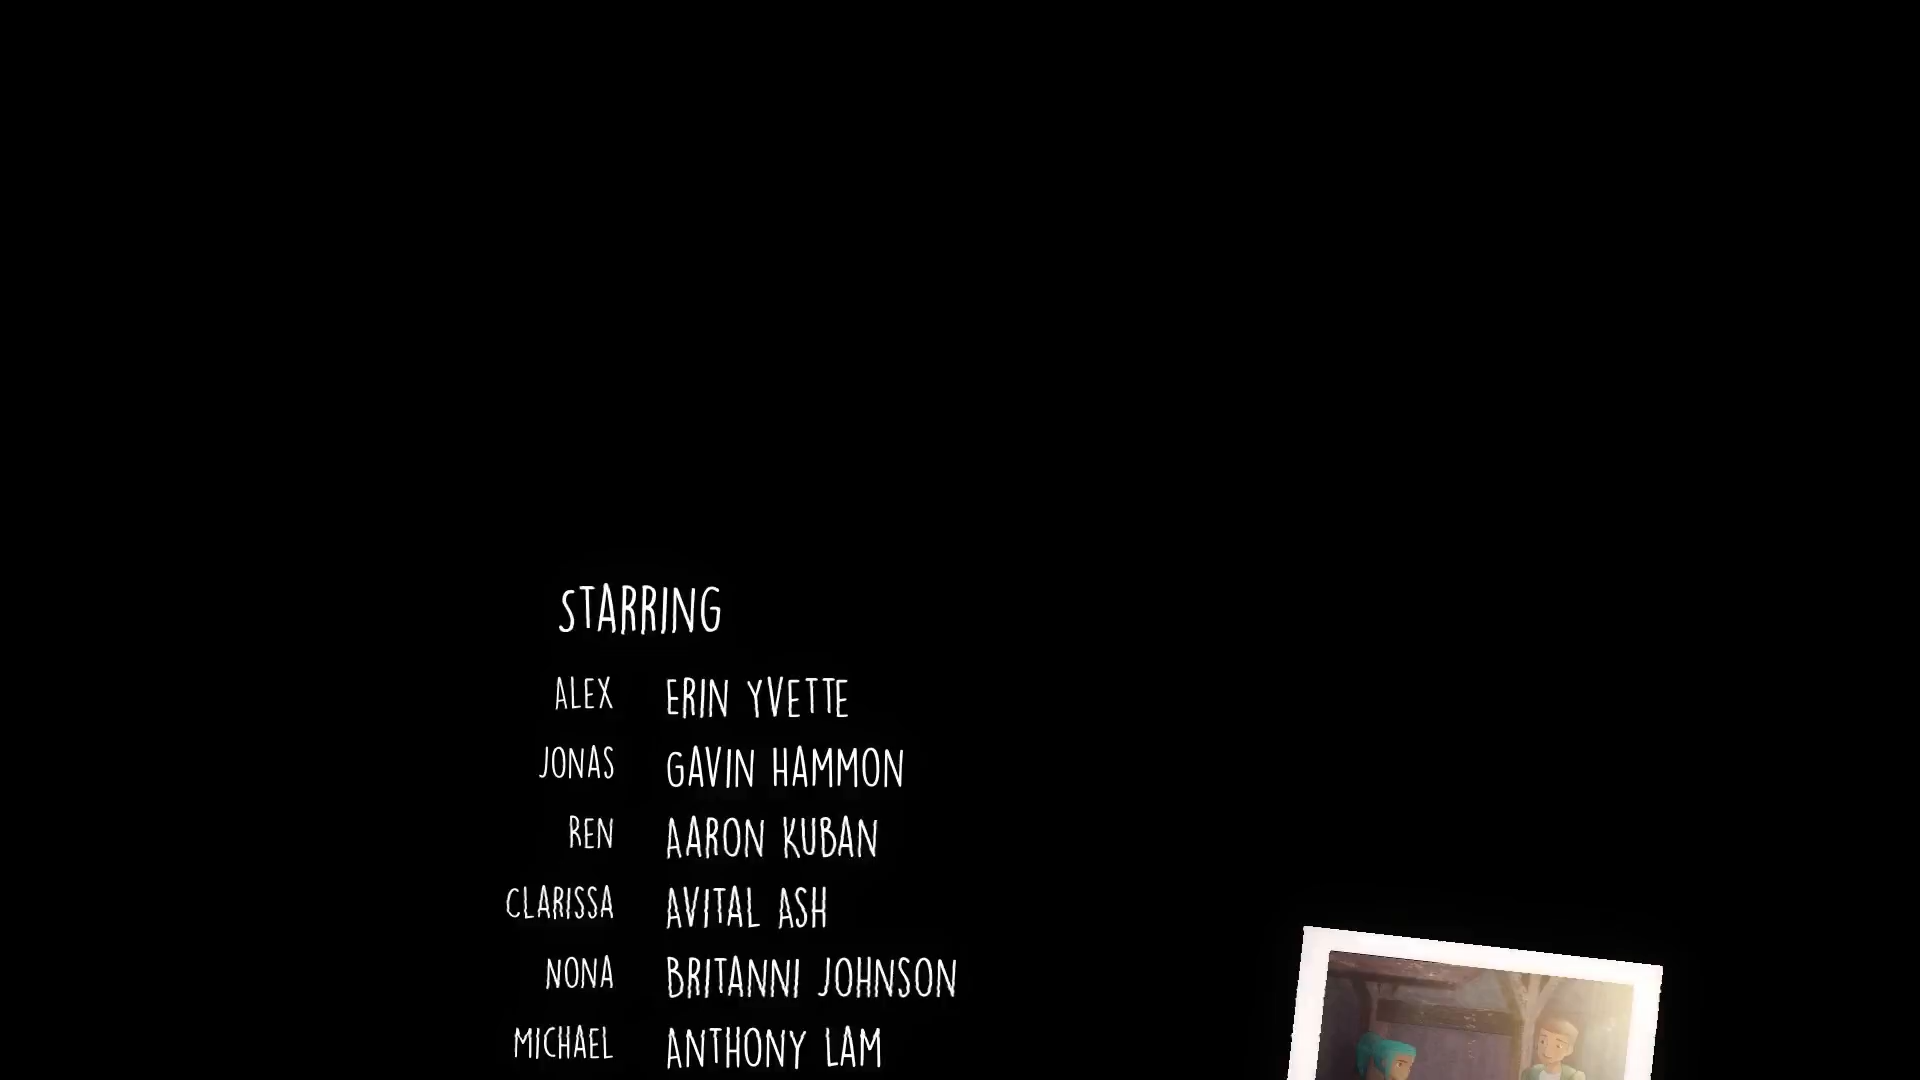 STARRING
ALEX ERIN YVETTE
JONAS GAVIN HAMMON
REN AARON KUBAN
CLARISSA AVITAL ASH
NONA BRITANNI JOHNSON
MICHAEL ANTHONY LAM